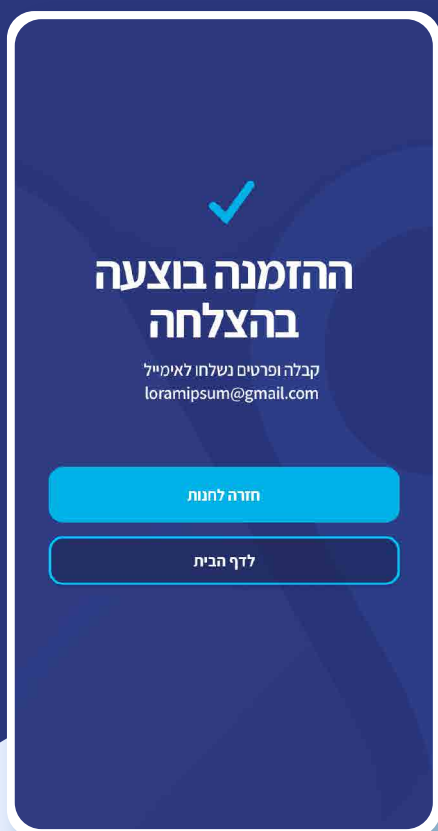 ההזמנה בוצעה
בהצלחה
קבלה ופרטים נשלחו לאימייל
loramipsum@gmail.com
חזרה לחנות
לדף הבית